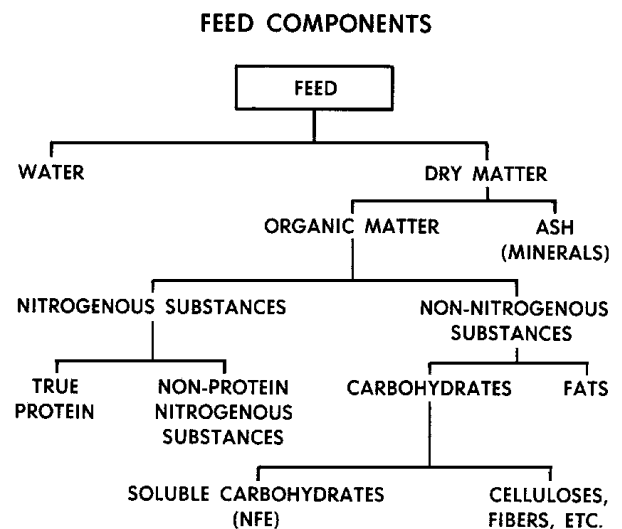 FEED COMPONENTS
FEED
WATER
DRY MATTER
ORGANIC MATTER
ASH
(MINERALS)
NITROGENOUS SUBSTANCES
NON-NITROGENOUS
SUBSTANCES
TRUE
PROTEIN
NON-PROTEIN
NITROGENOUS
SUBSTANCES
CARBOHYDRATES
FATS
SOLUBLE CARBOHYDRATES
(NFE)
CELLULOSES,
FIBERS, ETC.